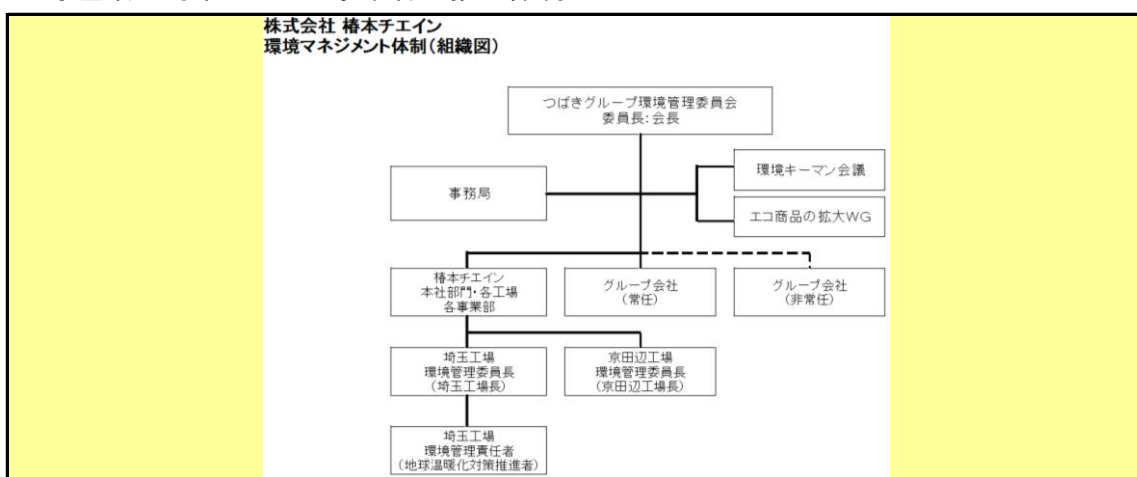 株式会社 椿本チエイン
環境マネジメント体制(組織図)
つばきグループ環境管理委員会
委員長:会長
環境キーマン会議
事務局
エコ商品の拡大WG
椿本チエイン
本社部門・各工場
各事業部
グループ会社
(常任)
グループ会社
(非常任)
埼玉工場
環境管理委員長
(埼玉工場長)
京田辺工場
環境管理委員長
(京田辺工場長)
埼玉工場
環境管理責任者
(地球温暖化対策推進者)